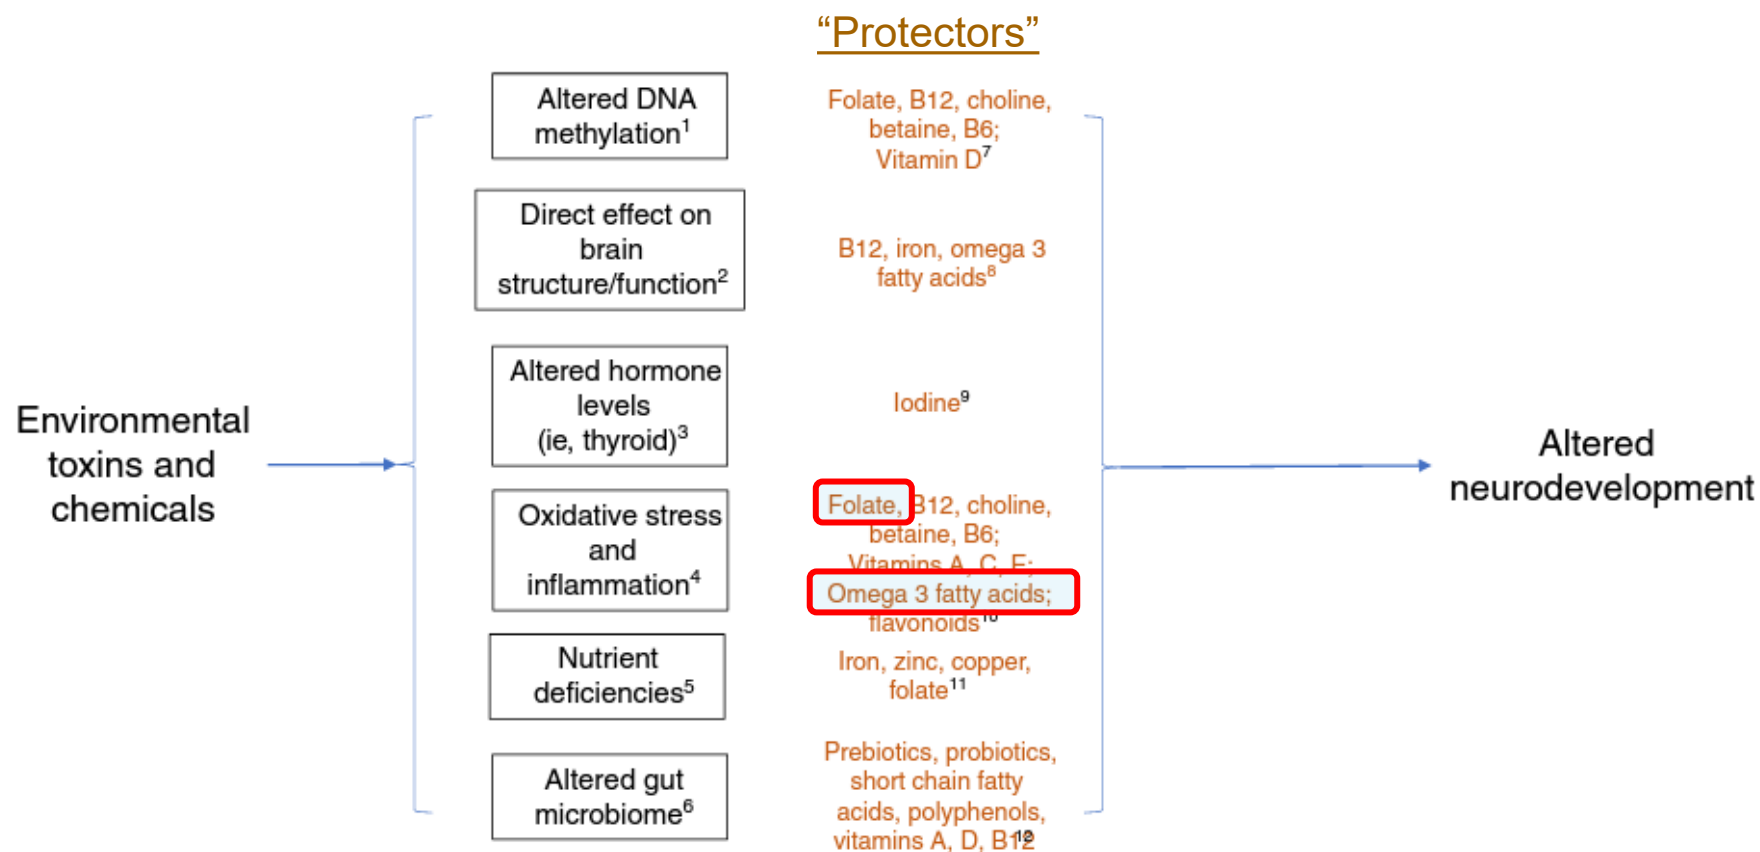 “Protectors”
Environmental
toxins and
chemicals
Altered DNA
methylation¹
Folate, B12, choline,
betaine, B6;
Vitamin D⁷
Direct effect on
brain
structure/function²
B12, iron, omega 3
fatty acids⁸
Altered hormone
levels
(ie, thyroid)³
Iodine⁹
Oxidative stress
and
inflammation⁴
Folate, B12, choline,
betaine, B6;
Vitamins A, C, E;
Omega 3 fatty acids;
flavonoids¹⁰
Nutrient
deficiencies⁵
Iron, zinc, copper,
folate¹¹
Altered gut
microbiome⁶
Prebiotics, probiotics,
short chain fatty
acids, polyphenols,
vitamins A, D, B12¹²
Altered
neurodevelopment